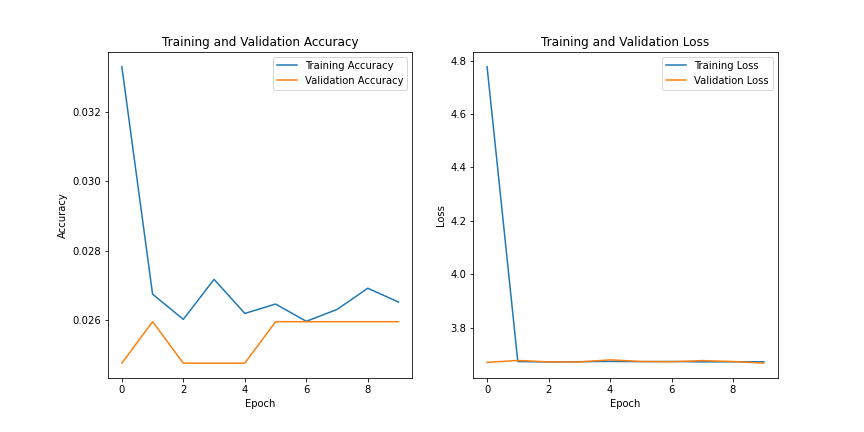 Training and Validation Accuracy
Training Accuracy
Validation Accuracy
0.032
0.030
0.028
0.026
Accuracy
0 2 4 6 8
Epoch
Training and Validation Loss
Training Loss
Validation Loss
4.8
4.6
4.4
4.2
4.0
3.8
Loss
0 2 4 6 8
Epoch